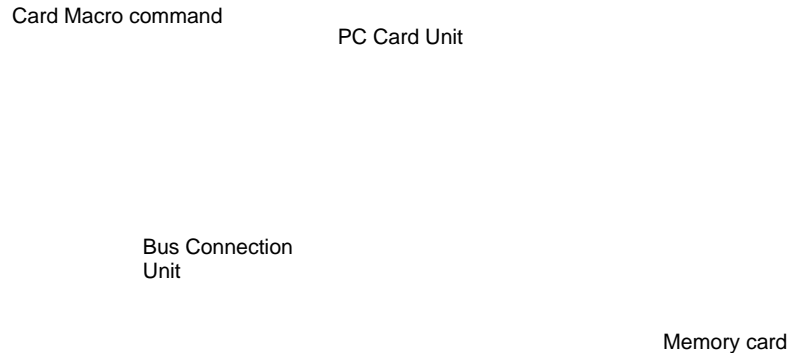 Card Macro command
PC Card Unit
Bus Connection
Unit
Memory card